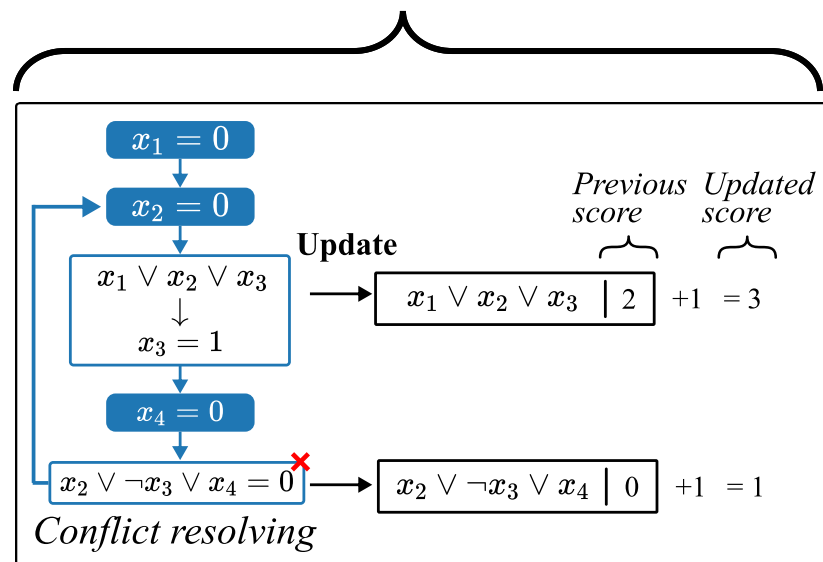 x₁ = 0
x₂ = 0
Previous score
Updated score
Update
x₁ ∨ x₂ ∨ x₃
↓
x₃ = 1
x₁ ∨ x₂ ∨ x₃ | 2 +1 = 3
x₄ = 0
x₂ ∨ ¬x₃ ∨ x₄ = 0
x₂ ∨ ¬x₃ ∨ x₄ | 0 +1 = 1
Conflict resolving